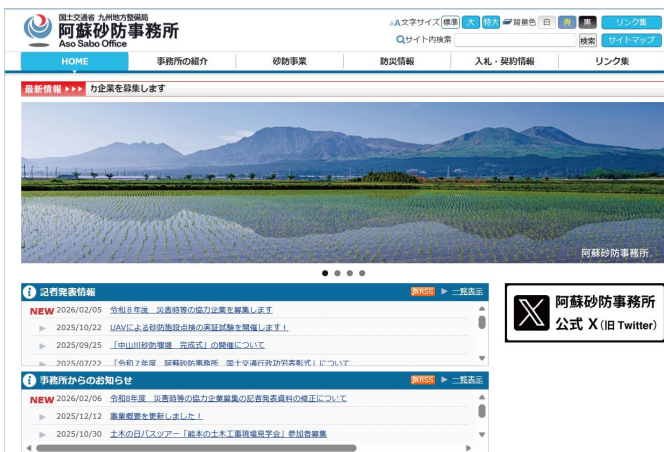 国土交通省 九州地方整備局
阿蘇砂防事務所
Aso Sabo Office
AA文字サイズ 標準 大 特大 背景色 白 青 黒 リンク集
サイト内検索 検索 サイトマップ
HOME 事務所の紹介 砂防事業 防災情報 入札・契約情報 リンク集
最新情報 ▶▶▶ 力企業を募集します
阿蘇砂防事務所
記者発表情報 RSS ▶ 一覧表示
NEW 2026/02/05 令和8年度 災害時等の協力企業を募集します
▶ 2025/10/22 UAVによる砂防施設点検の実証試験を開催します！
▶ 2025/09/25 「中山川砂防堰堤 完成式」の開催について
2025/07/22 「令和7年度 阿蘇砂防事務所 国土交通行政功労表彰式」について
阿蘇砂防事務所
公式 X (旧 Twitter)
事務所からのお知らせ RSS ▶ 一覧表示
NEW 2026/02/06 令和8年度 災害時等の協力企業募集の記者発表資料の修正について
▶ 2025/12/12 事業概要を更新しました！
▶ 2025/10/30 土木の日バスツアー「熊本の土木工事現場見学会」参加者募集